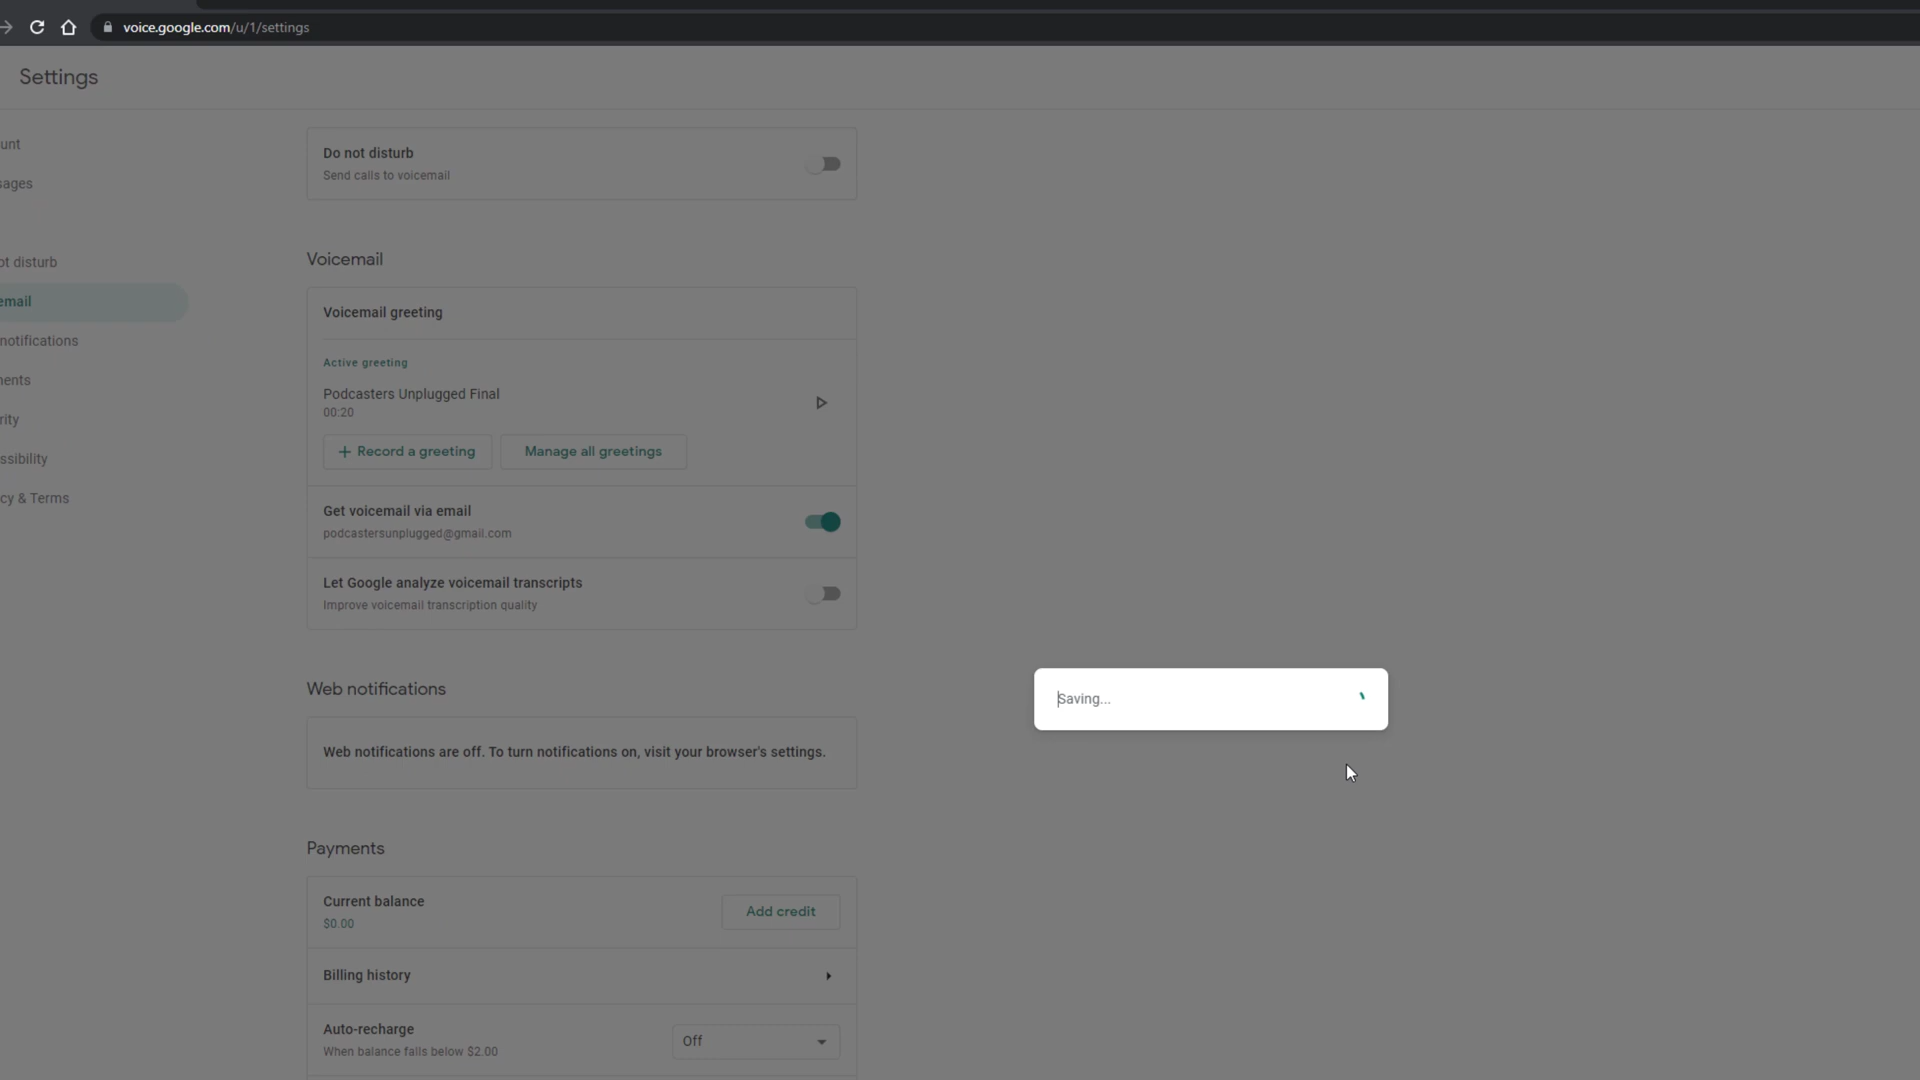 voice.google.com/u/1/settings
Settings
unt
sages
ot disturb
email
notifications
nents
rity
ssibility
cy & Terms
Do not disturb
Send calls to voicemail
Voicemail
Voicemail greeting
Active greeting
Podcasters Unplugged Final
00:20
+ Record a greeting
Manage all greetings
Get voicemail via email
podcastersunplugged@gmail.com
Let Google analyze voicemail transcripts
Improve voicemail transcription quality
Web notifications
Web notifications are off. To turn notifications on, visit your browser's settings.
Saving...
Payments
Current balance
$0.00
Add credit
Billing history
Auto-recharge
When balance falls below $2.00
Off